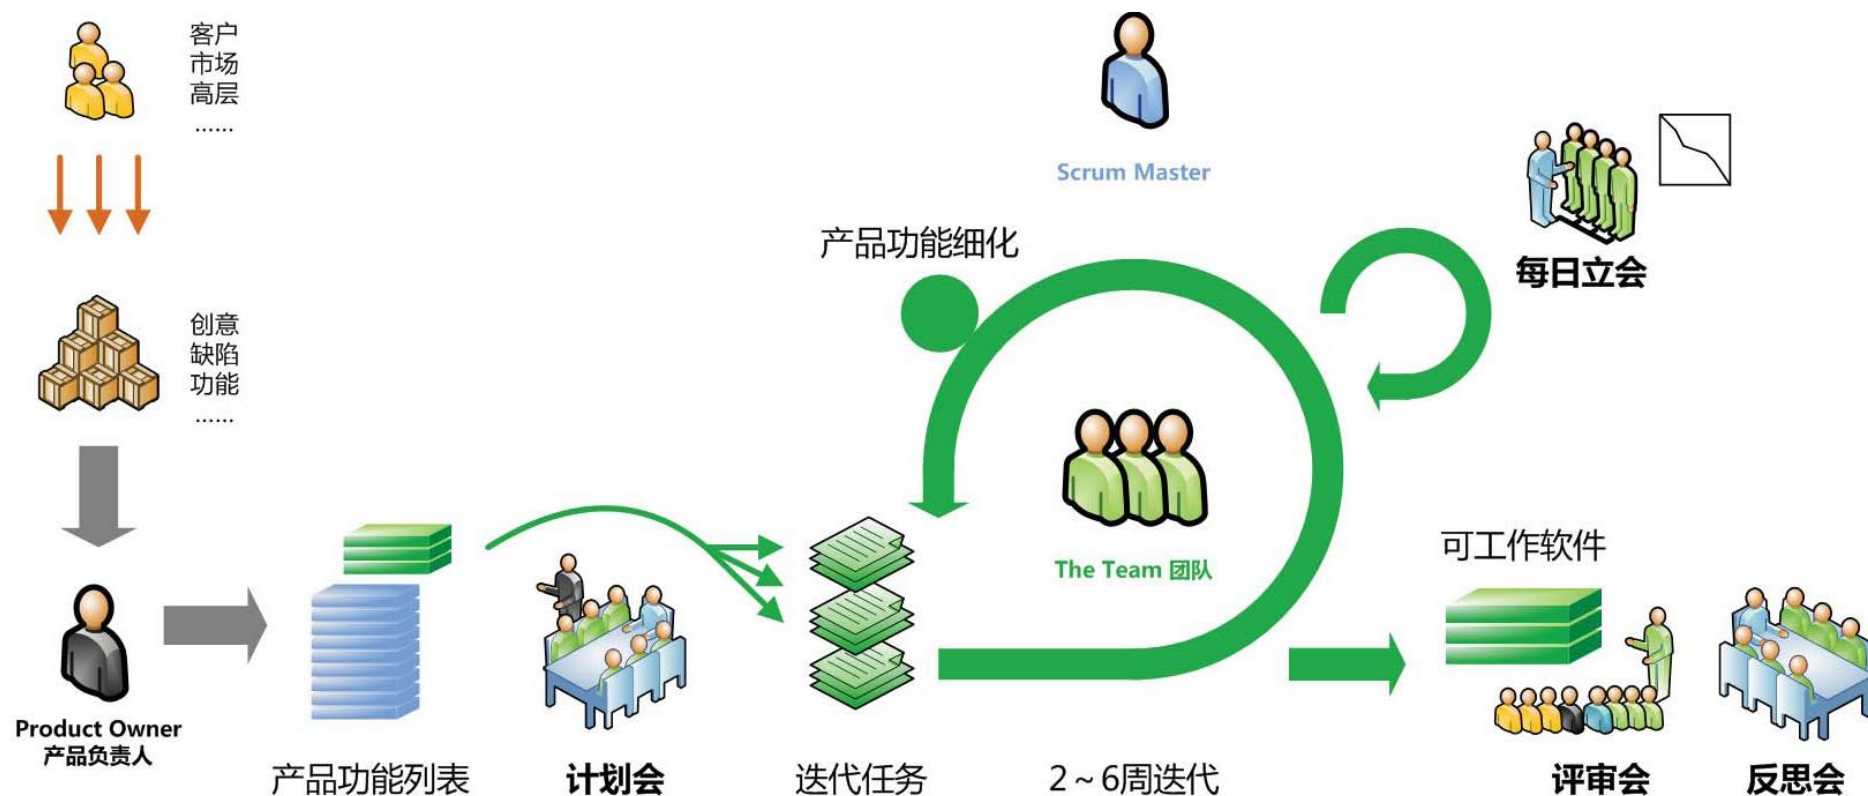 客户
市场
高层
......
创意
缺陷
功能
......
Product Owner
产品负责人
产品功能列表
计划会
迭代任务
Scrum Master
产品功能细化
每日立会
The Team 团队
2～6周迭代
可工作软件
评审会
反思会